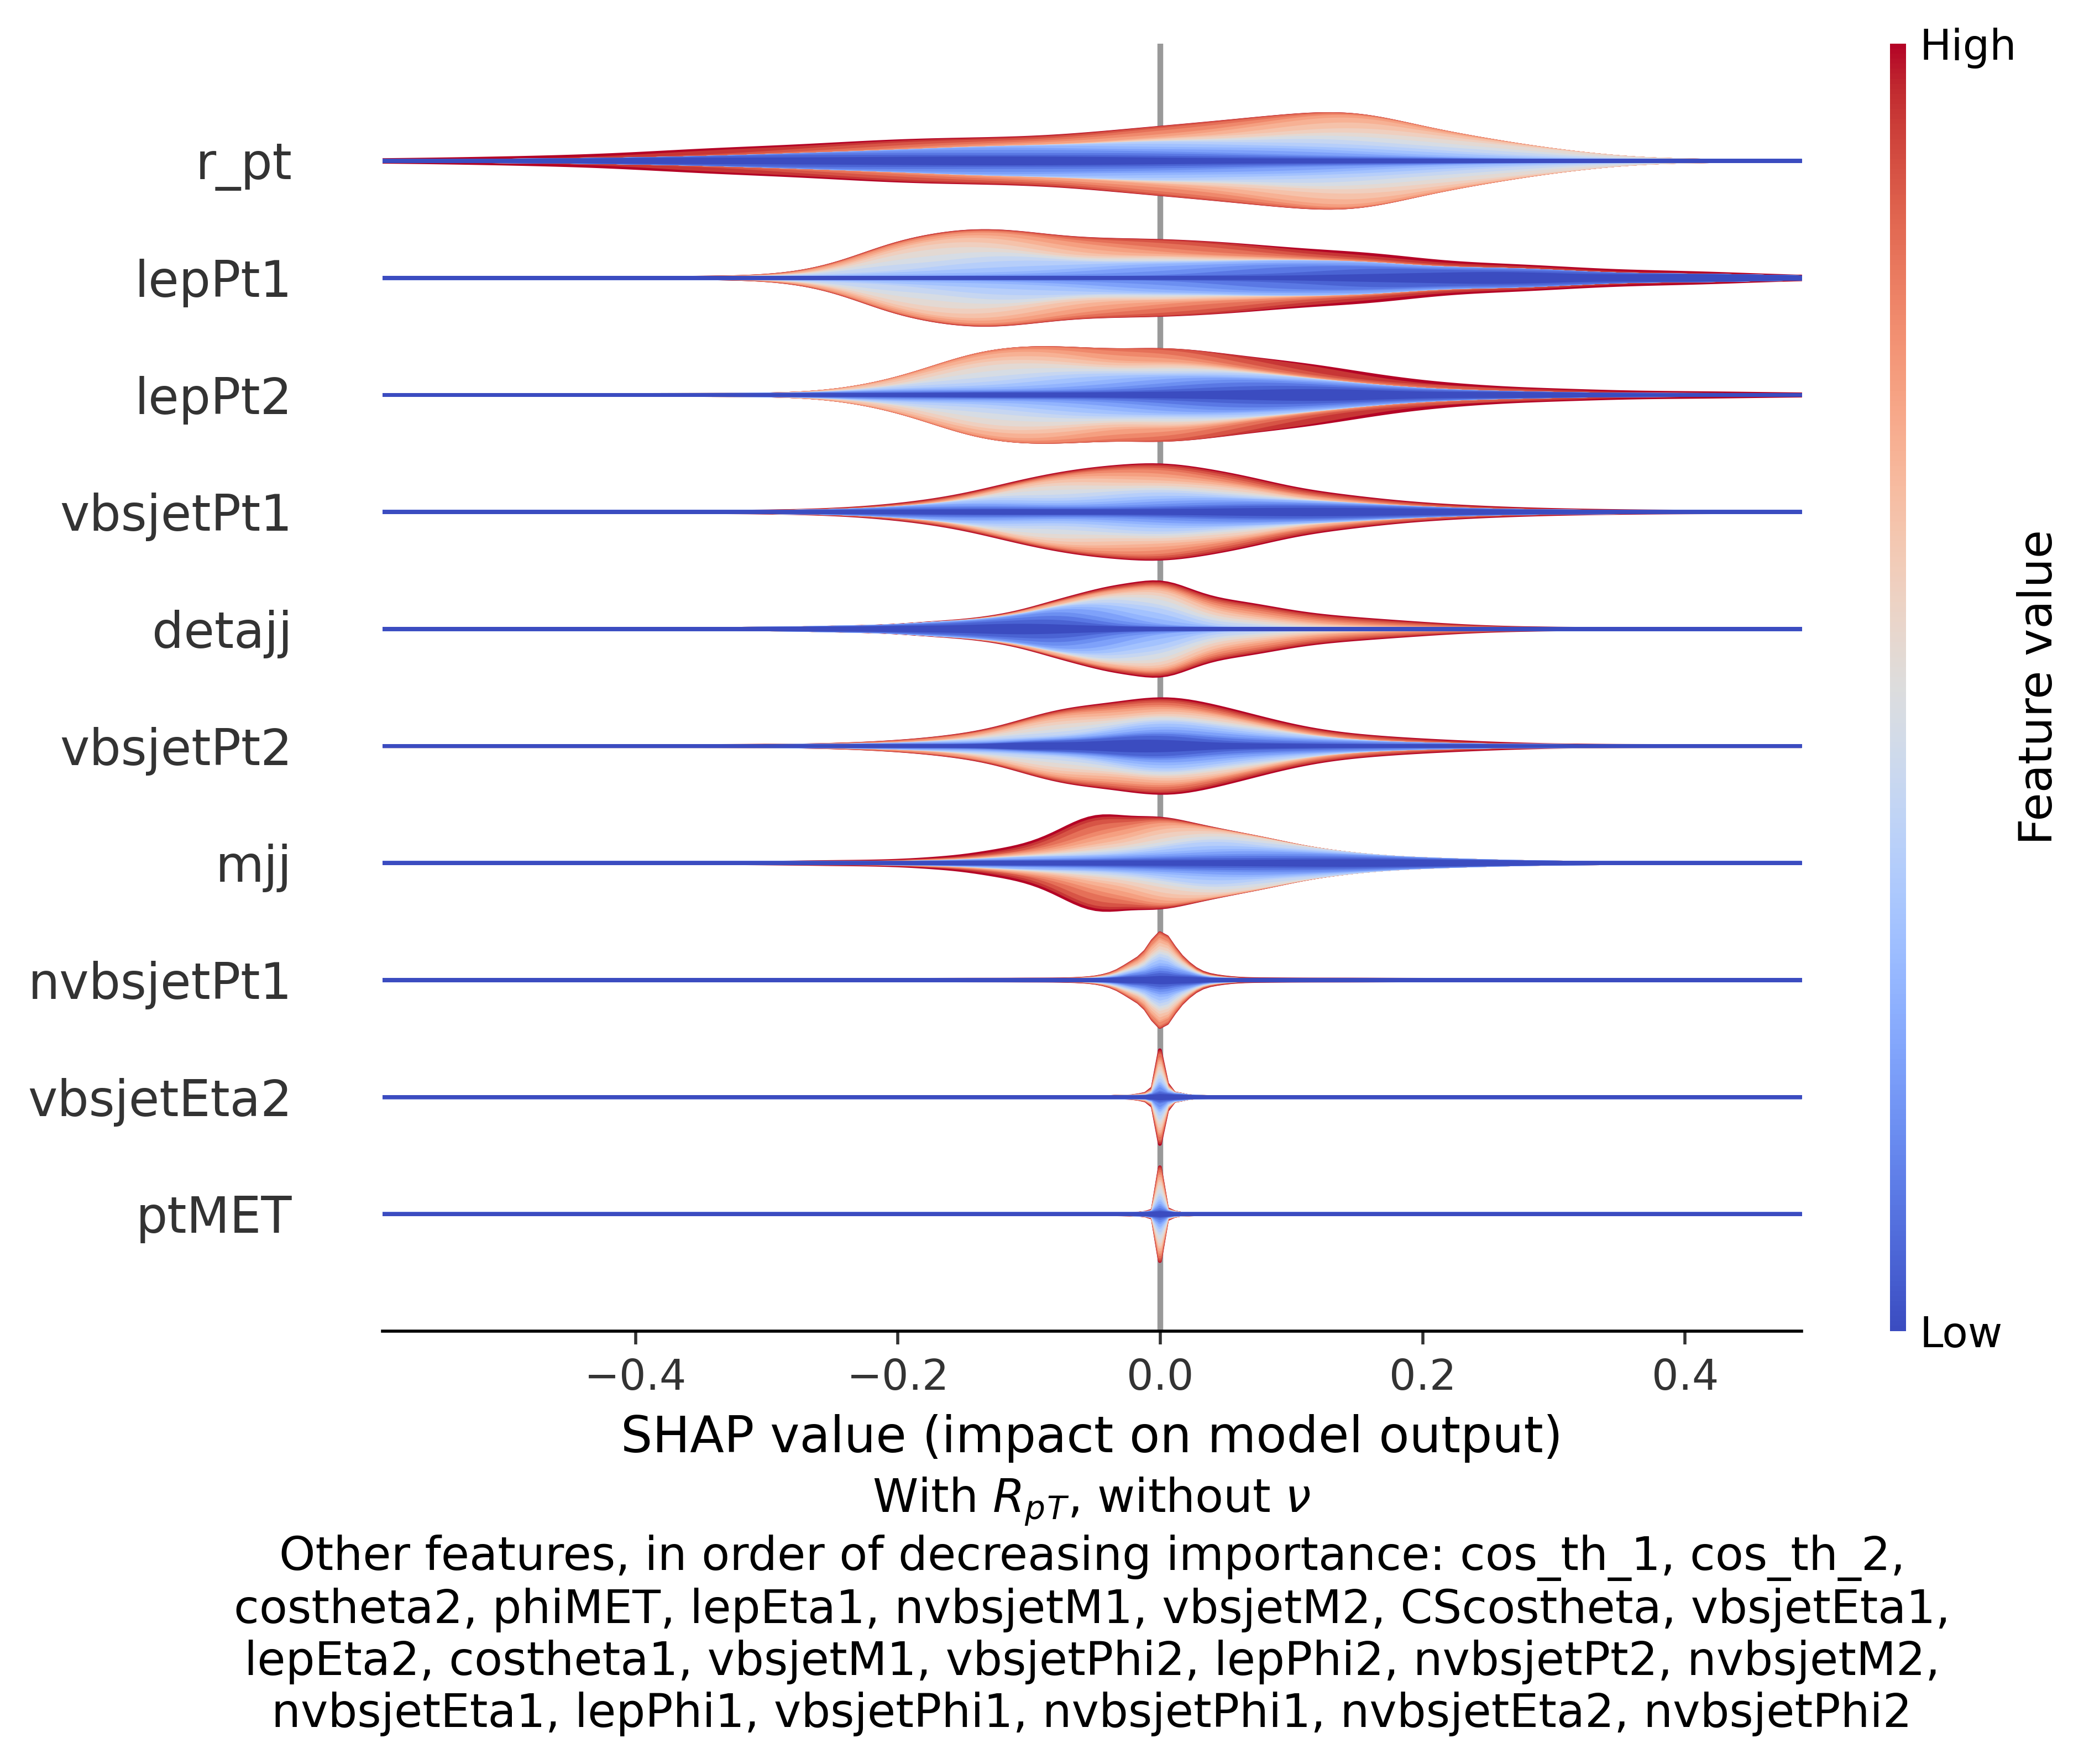 High
r_pt
lepPt1
lepPt2
vbsjetPt1
detajj
vbsjetPt2
mjj
nvbsjetPt1
vbsjetEta2
ptMET
Feature value
Low
−0.4 −0.2 0.0 0.2 0.4
SHAP value (impact on model output)
With R_{pT}, without ν
Other features, in order of decreasing importance: cos_th_1, cos_th_2,
costheta2, phiMET, lepEta1, nvbsjetM1, vbsjetM2, CScostheta, vbsjetEta1,
lepEta2, costheta1, vbsjetM1, vbsjetPhi2, lepPhi2, nvbsjetPt2, nvbsjetM2,
nvbsjetEta1, lepPhi1, vbsjetPhi1, nvbsjetPhi1, nvbsjetEta2, nvbsjetPhi2